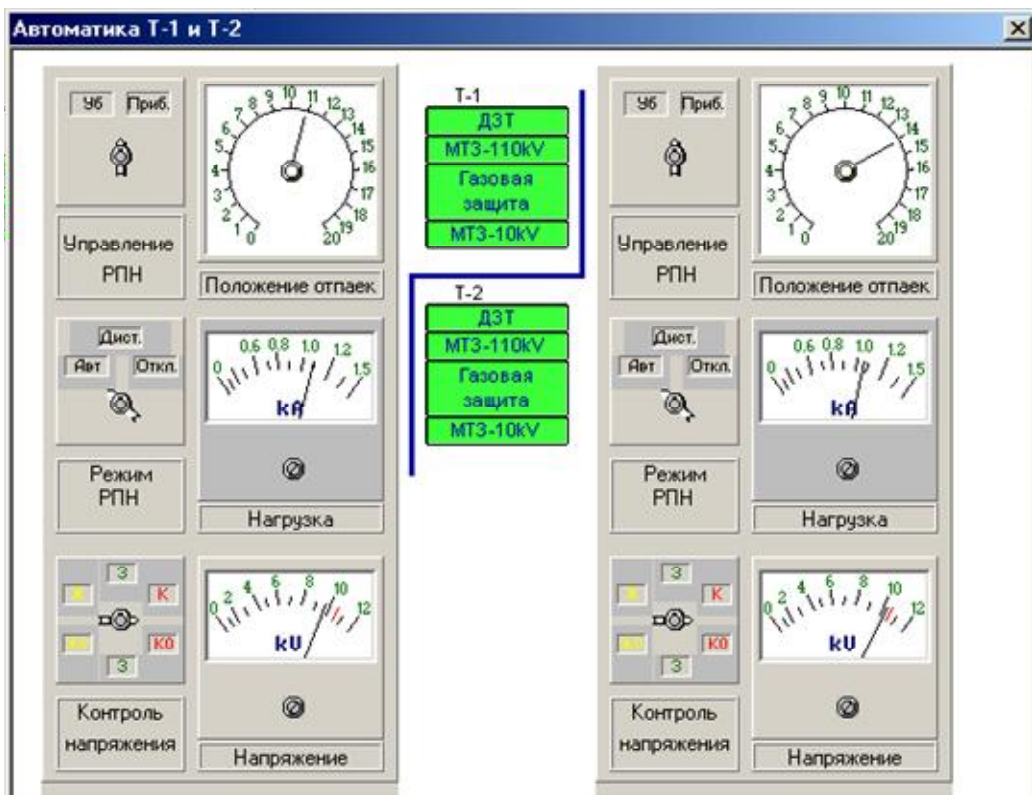 Автоматика Т-1 и Т-2
Уб Приб.
0 1 2 3 4 5 6 7 8 9 10 11 12 13 14 15 16 17 18 19 20
Управление
РПН
Положение отпаек
Дист.
Авт Откл.
0 0.6 0.8 1.0 1.2 1.5
kA
Режим
РПН
Нагрузка
З
К
К0
З
0 2 4 6 8 10 12
kV
Контроль
напряжения
Напряжение
Т-1
ДЗТ
МТЗ-110kV
Газовая
защита
МТЗ-10kV
Т-2
ДЗТ
МТЗ-110kV
Газовая
защита
МТЗ-10kV
Уб Приб.
0 1 2 3 4 5 6 7 8 9 10 11 12 13 14 15 16 17 18 19 20
Управление
РПН
Положение отпаек
Дист.
Авт Откл.
0 0.6 0.8 1.0 1.2 1.5
kA
Режим
РПН
Нагрузка
З
К
К0
З
0 2 4 6 8 10 12
kV
Контроль
напряжения
Напряжение